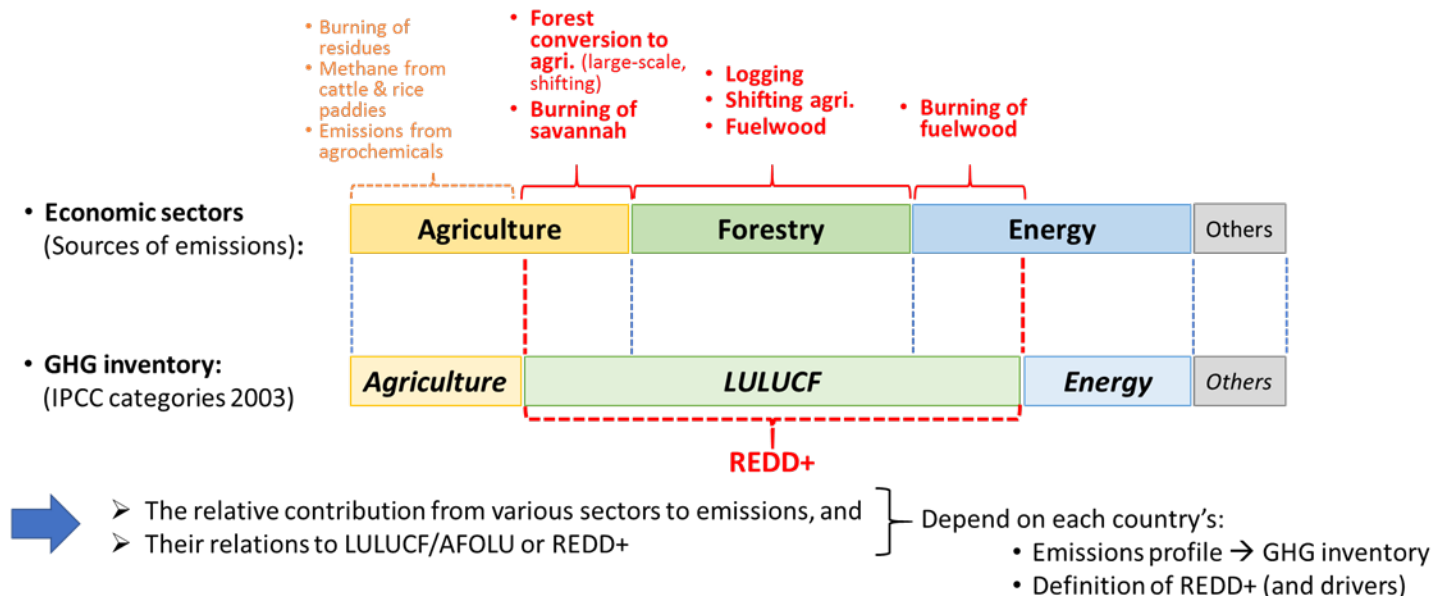 • Burning of
residues
• Methane from
cattle & rice
paddies
• Emissions from
agrochemicals
• Forest
conversion to
agri. (large-scale,
shifting)
• Burning of
savannah
• Logging
• Shifting agri.
• Fuelwood
• Burning of
fuelwood
• Economic sectors
(Sources of emissions):
Agriculture
Forestry
Energy
Others
• GHG inventory:
(IPCC categories 2003)
Agriculture
LULUCF
Energy
Others
REDD+
➢ The relative contribution from various sectors to emissions, and
➢ Their relations to LULUCF/AFOLU or REDD+
Depend on each country's:
• Emissions profile → GHG inventory
• Definition of REDD+ (and drivers)